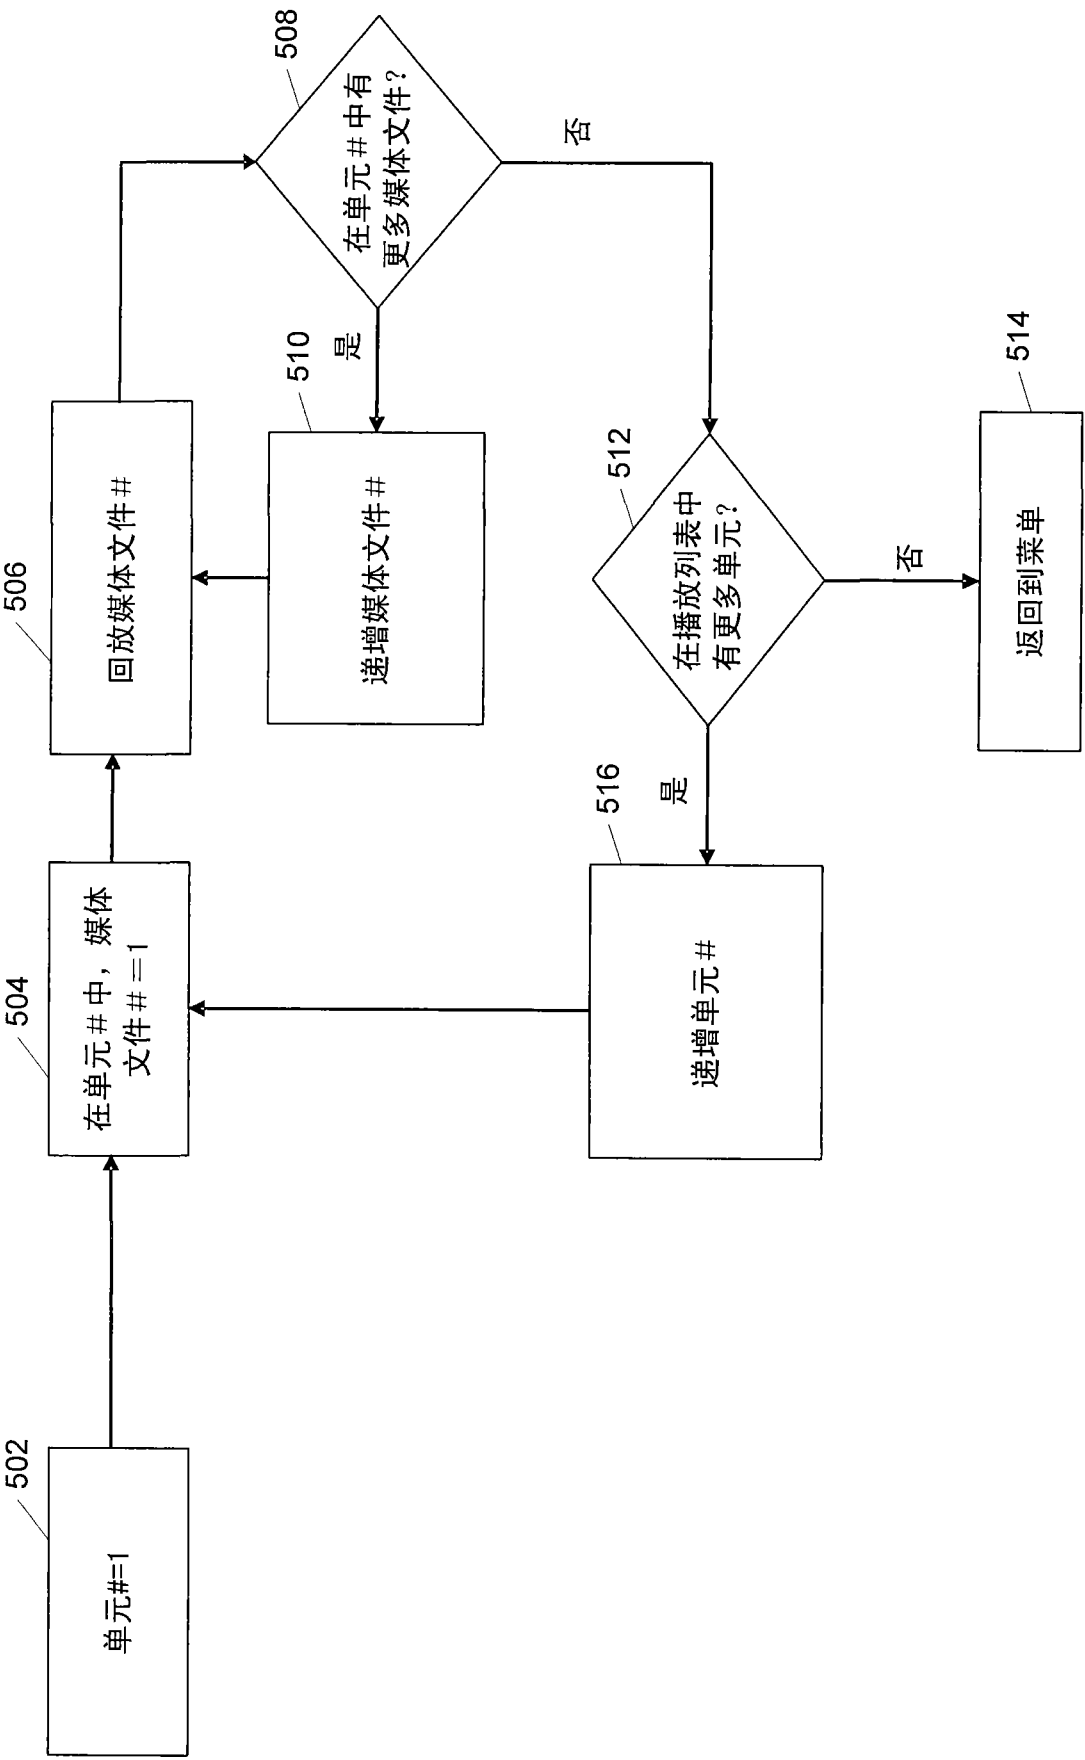 502
单元#=1
504
在单元#中，媒体
文件#=1
506
回放媒体文件#
508
在单元#中有
更多媒体文件？
是
否
510
递增媒体文件#
512
在播放列表中
有更多单元？
是
否
514
返回到菜单
516
递增单元#